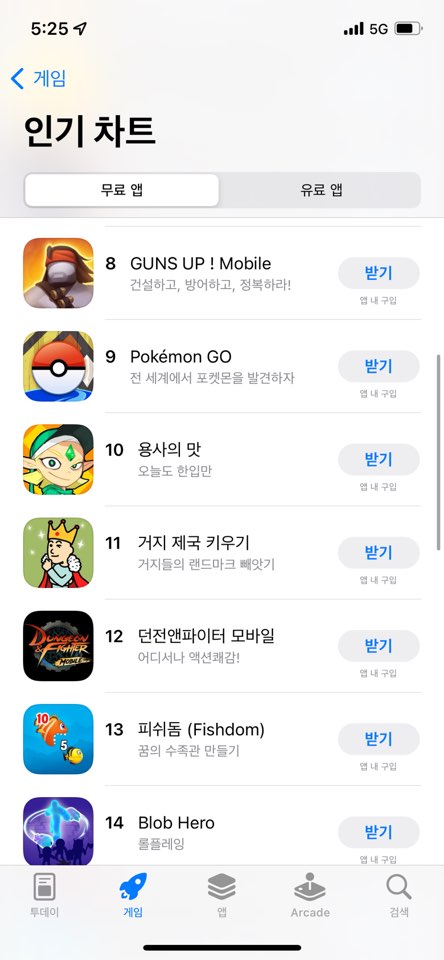 5:25
5G
게임
인기 차트
무료 앱
유료 앱
8 GUNS UP ! Mobile
건설하고, 방어하고, 정복하라!
받기
앱 내 구입
9 Pokémon GO
전 세계에서 포켓몬을 발견하자
받기
앱 내 구입
10 용사의 맛
오늘도 한입만
받기
앱 내 구입
11 거지 제국 키우기
거지들의 랜드마크 빼앗기
받기
앱 내 구입
DUNGEON
& FIGHTER
MOBILE
12 던전앤파이터 모바일
어디서나 액션쾌감!
받기
앱 내 구입
10
5
13 피쉬돔 (Fishdom)
꿈의 수족관 만들기
받기
앱 내 구입
14 Blob Hero
롤플레잉
받기
앱 내 구입
투데이
게임
앱
Arcade
검색